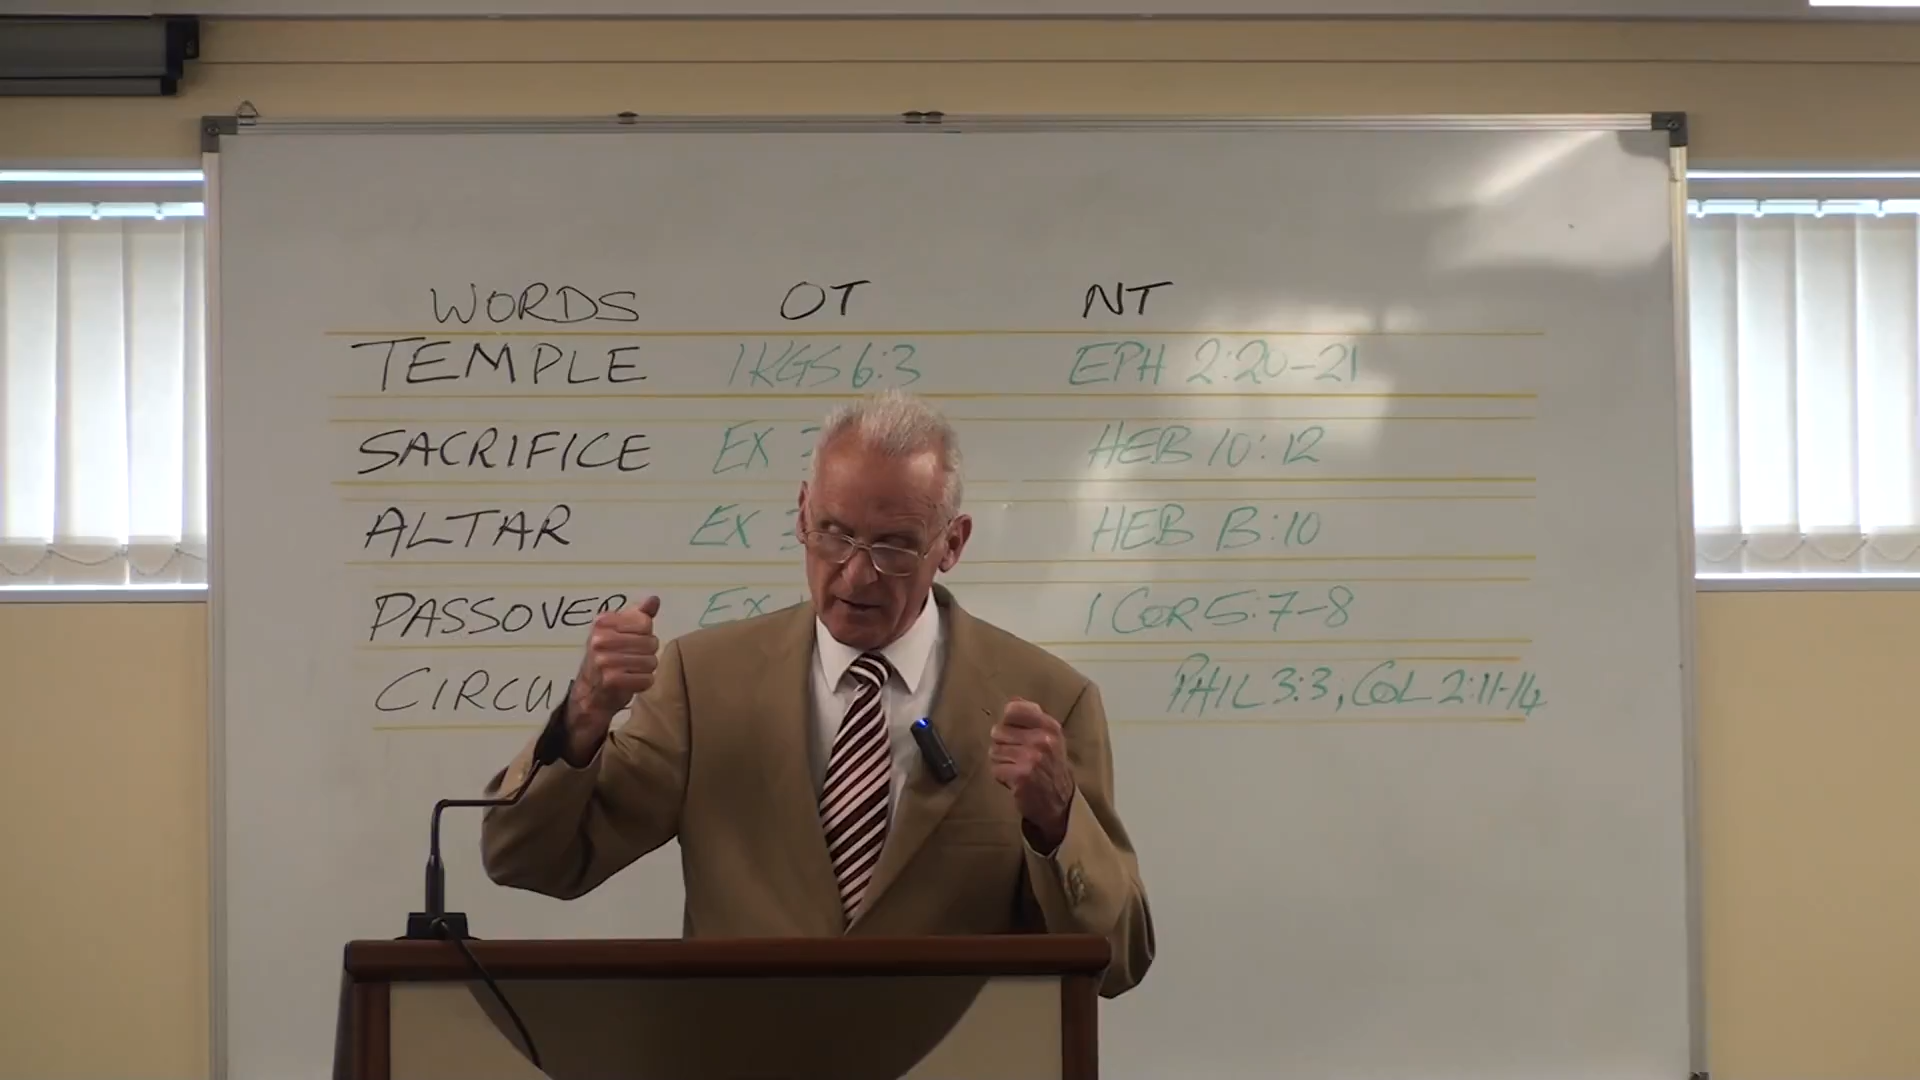 WORDS OT NT
TEMPLE 1 KGS 6:3 EPH 2:20-21
SACRIFICE EX HEB 10:12
ALTAR EX HEB 13:10
PASSOVER EX 1 COR 5:7-8
CIRCU PHIL 3:3, COL 2:11-14